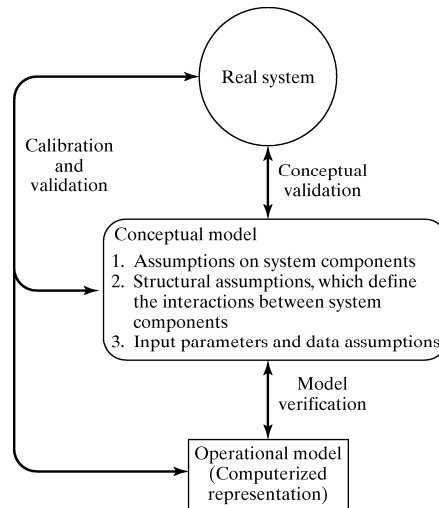 Real system
Calibration
and
validation
Conceptual
validation
Conceptual model
1. Assumptions on system components
2. Structural assumptions, which define
the interactions between system
components
3. Input parameters and data assumptions
Model
verification
Operational model
(Computerized
representation)